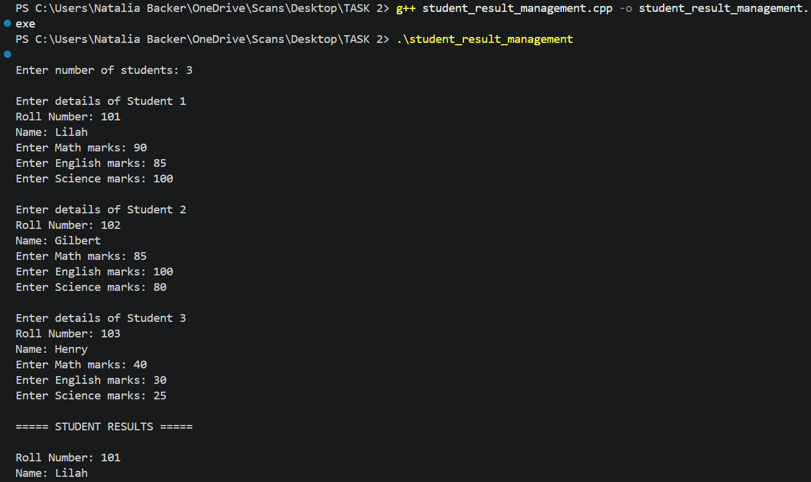 PS C:\Users\Natalia Backer\OneDrive\Scans\Desktop\TASK 2> g++ student_result_management.cpp -o student_result_management.
exe
PS C:\Users\Natalia Backer\OneDrive\Scans\Desktop\TASK 2> .\student_result_management
Enter number of students: 3
Enter details of Student 1
Roll Number: 101
Name: Lilah
Enter Math marks: 90
Enter English marks: 85
Enter Science marks: 100
Enter details of Student 2
Roll Number: 102
Name: Gilbert
Enter Math marks: 85
Enter English marks: 100
Enter Science marks: 80
Enter details of Student 3
Roll Number: 103
Name: Henry
Enter Math marks: 40
Enter English marks: 30
Enter Science marks: 25
===== STUDENT RESULTS =====
Roll Number: 101
Name: Lilah